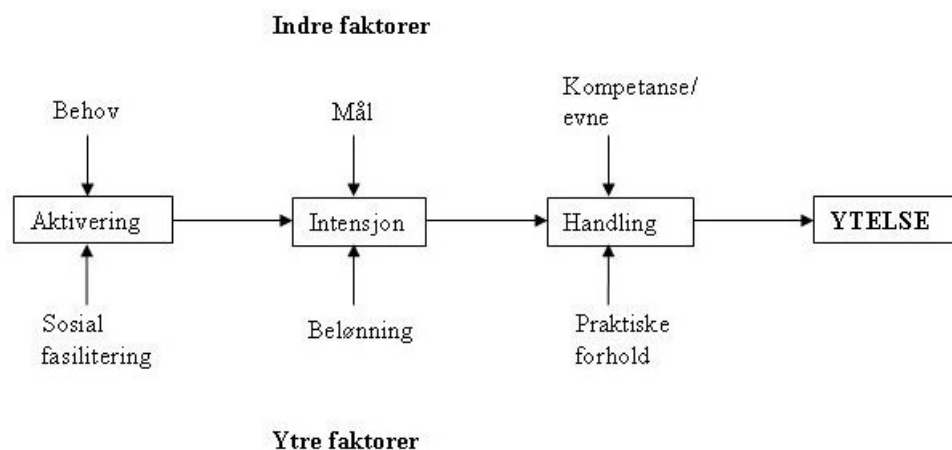 Indre faktorer
Behov
Mål
Kompetanse/
evne
Aktivering
Intensjon
Handling
YTELSE
Sosial
fasilitering
Belønning
Praktiske
forhold
Ytre faktorer